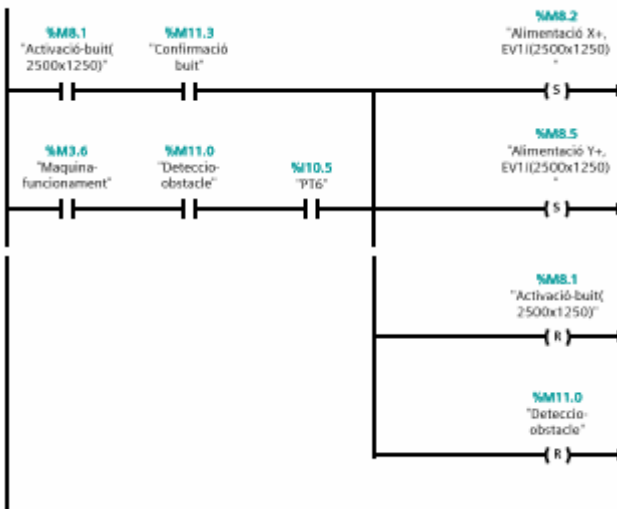 %M8.1
"Activació-buit(
2500x1250)"
%M11.3
"Confirmació
buit"
%M8.2
"Alimentació X+,
EV1I(2500x1250)
"
S
%M3.6
"Maquina-
funcionament"
%M11.0
"Deteccio-
obstacle"
%I10.5
"PT6"
%M8.5
"Alimentació Y+,
EV1I(2500x1250)
"
S
%M8.1
"Activació-buit(
2500x1250)"
R
%M11.0
"Deteccio-
obstacle"
R